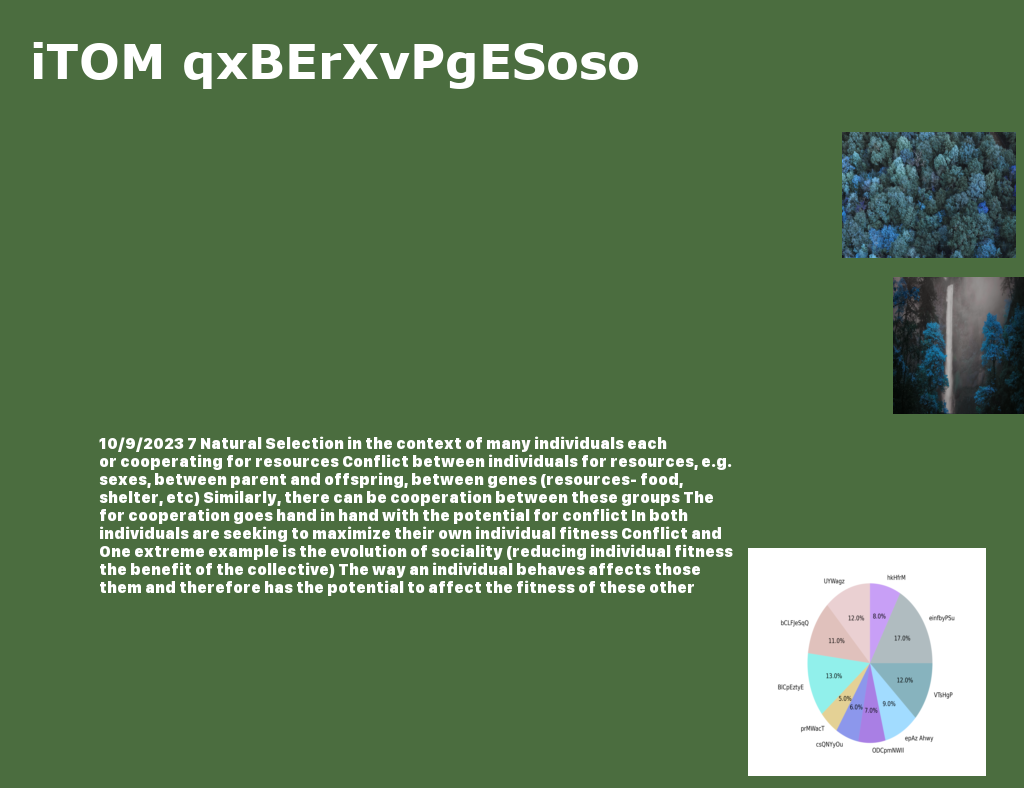 iTOM qxBErXvPgESoso
10/9/2023 7 Natural Selection in the context of many individuals each
or cooperating for resources Conflict between individuals for resources, e.g.
sexes, between parent and offspring, between genes (resources- food,
shelter, etc) Similarly, there can be cooperation between these groups The
for cooperation goes hand in hand with the potential for conflict In both
individuals are seeking to maximize their own individual fitness Conflict and
One extreme example is the evolution of sociality (reducing individual fitness
the benefit of the collective) The way an individual behaves affects those
them and therefore has the potential to affect the fitness of these other
hkHfrM
UYWagz
8.0%
12.0%
einfbyPSu
bCLFJeSqQ
17.0%
11.0%
13.0%
12.0%
VTsHgP
5.0%
9.0%
6.0%
7.0%
prMWacT
epAz Ahwy
csQNYyOu